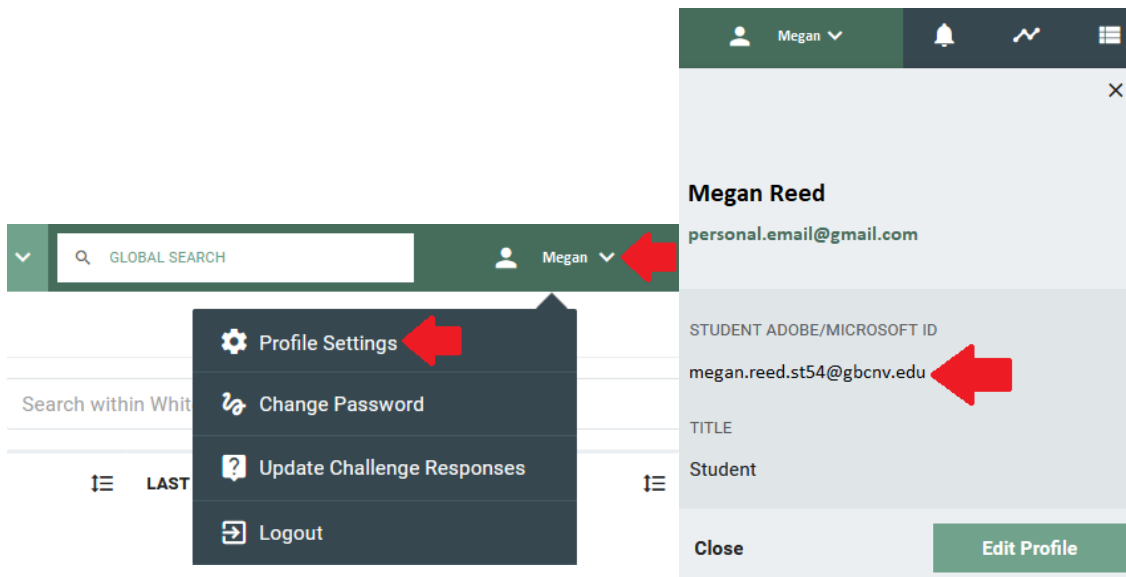 GLOBAL SEARCH
Megan
Profile Settings
Search within Whit
Change Password
Update Challenge Responses
LAST
Logout
Megan
Megan Reed
personal.email@gmail.com
STUDENT ADOBE/MICROSOFT ID
megan.reed.st54@gbcnv.edu
TITLE
Student
Close
Edit Profile